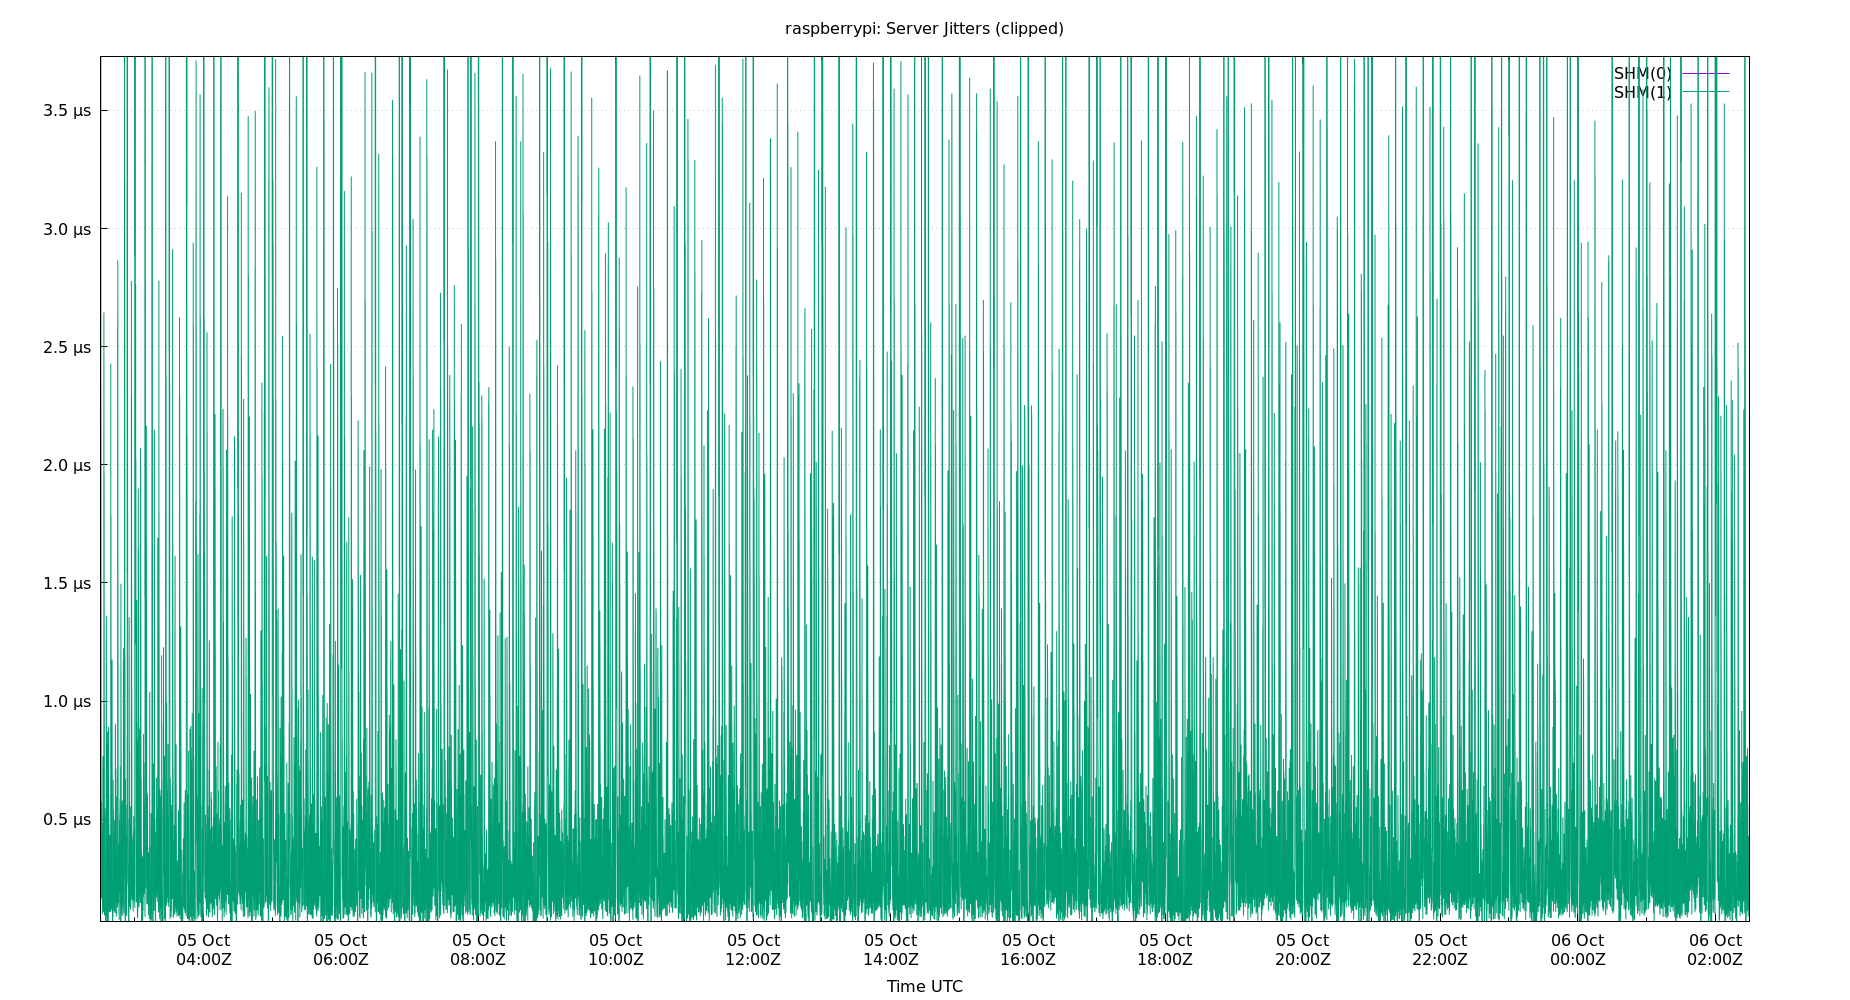 raspberrypi: Server Jitters (clipped)
SHM(0)
SHM(1)
3.5 µs
3.0 µs
2.5 µs
2.0 µs
1.5 µs
1.0 µs
0.5 µs
05 Oct 05 Oct 05 Oct 05 Oct 05 Oct 05 Oct 05 Oct 05 Oct 05 Oct 05 Oct 06 Oct 06 Oct
04:00Z 06:00Z 08:00Z 10:00Z 12:00Z 14:00Z 16:00Z 18:00Z 20:00Z 22:00Z 00:00Z 02:00Z
Time UTC